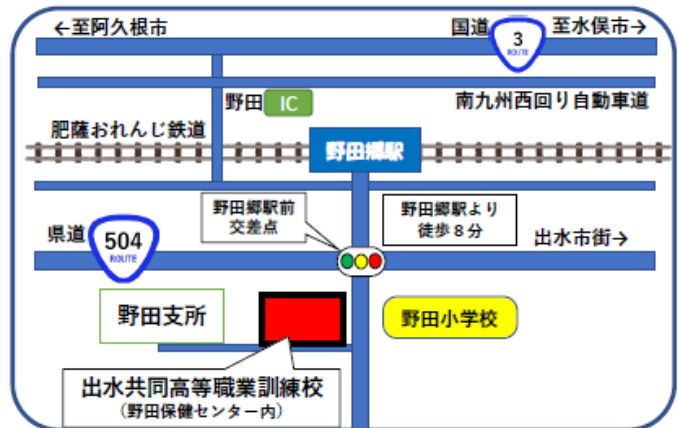 ←至阿久根市
国道
3
ROUTE
至水俣市→
野田
IC
南九州西回り自動車道
肥薩おれんじ鉄道
野田郷駅
野田郷駅前
交差点
野田郷駅より
徒歩８分
県道
504
ROUTE
出水市街→
野田支所
野田小学校
出水共同高等職業訓練校
（野田保健センター内）